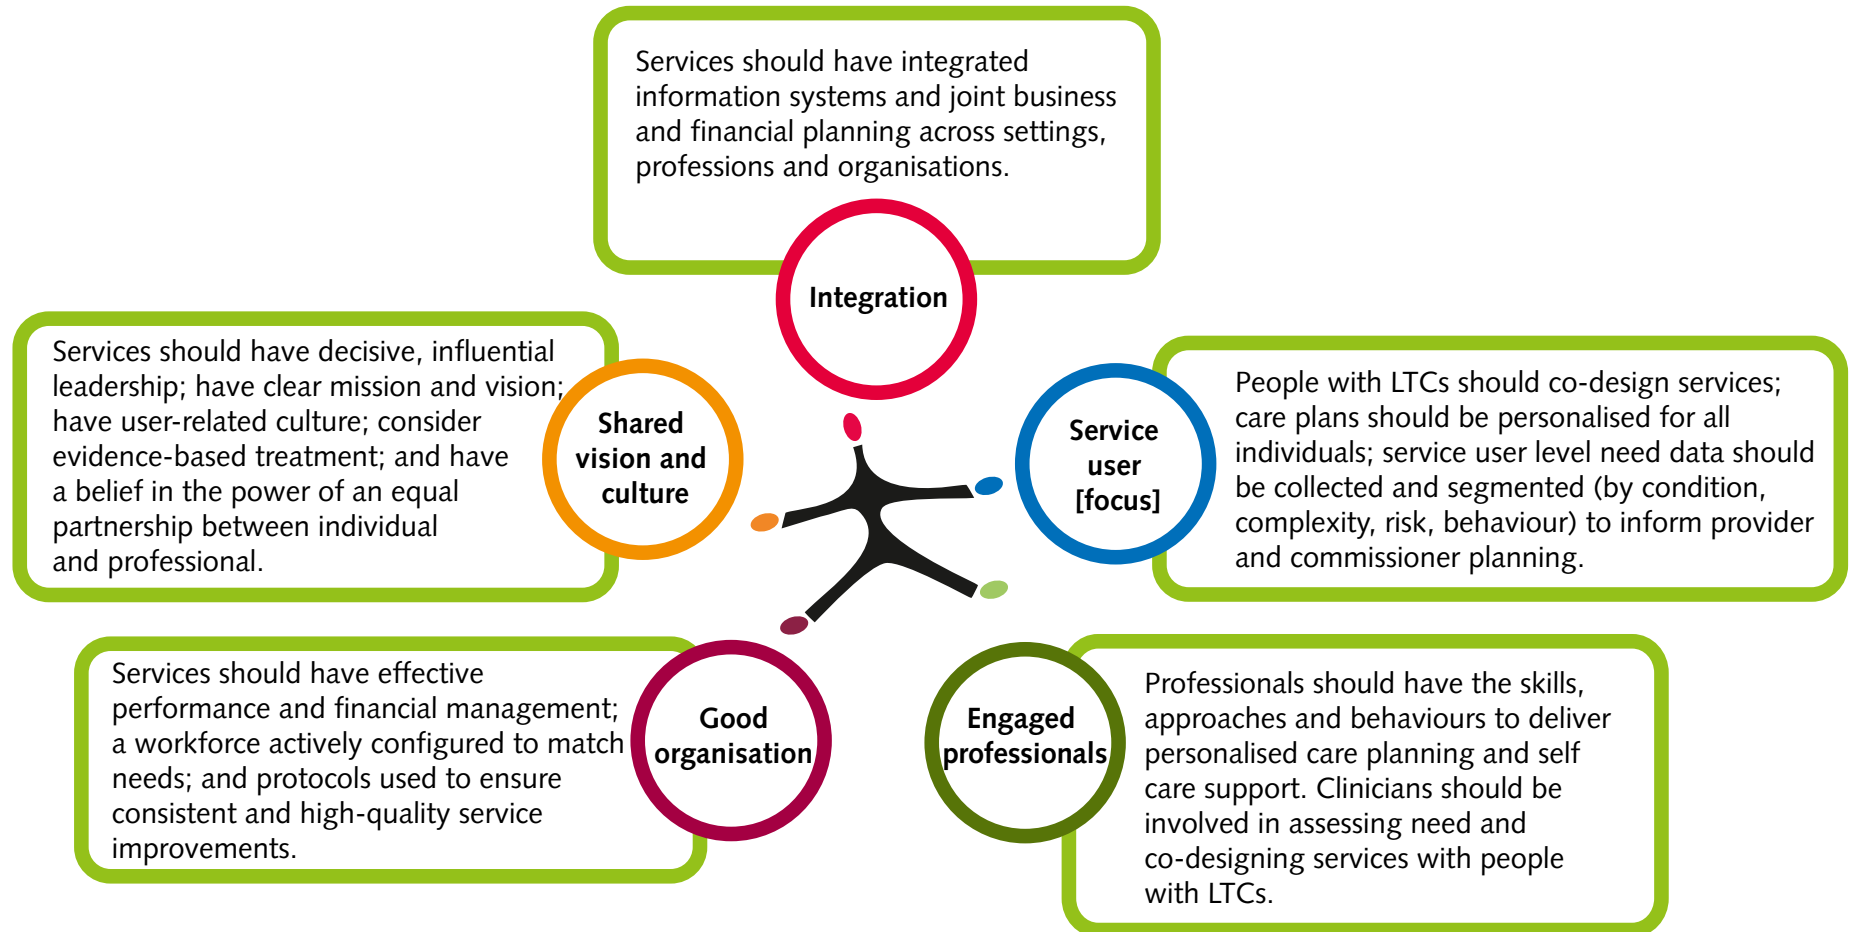 Services should have integrated
information systems and joint business
and financial planning across settings,
professions and organisations.
Integration
Services should have decisive, influential
leadership; have clear mission and vision;
have user-related culture; consider
evidence-based treatment; and have
a belief in the power of an equal
partnership between individual
and professional.
Shared
vision and
culture
Service
user
[focus]
People with LTCs should co-design services;
care plans should be personalised for all
individuals; service user level need data should
be collected and segmented (by condition,
complexity, risk, behaviour) to inform provider
and commissioner planning.
Services should have effective
performance and financial management;
a workforce actively configured to match
needs; and protocols used to ensure
consistent and high-quality service
improvements.
Good
organisation
Engaged
professionals
Professionals should have the skills,
approaches and behaviours to deliver
personalised care planning and self
care support. Clinicians should be
involved in assessing need and
co-designing services with people
with LTCs.